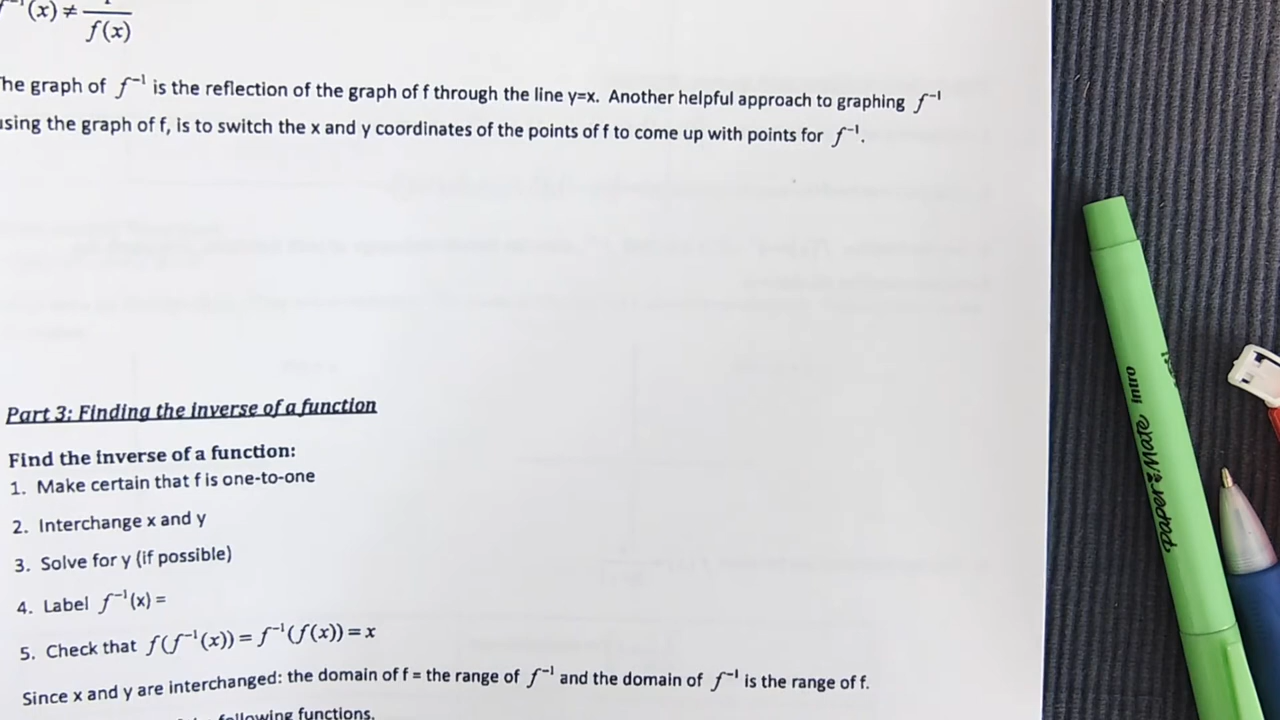 f⁻¹(x) ≠ 1/f(x)
he graph of f⁻¹ is the reflection of the graph of f through the line y=x. Another helpful approach to graphing f⁻¹
using the graph of f, is to switch the x and y coordinates of the points of f to come up with points for f⁻¹.
Part 3: Finding the inverse of a function
Find the inverse of a function:
1. Make certain that f is one-to-one
2. Interchange x and y
3. Solve for y (if possible)
4. Label f⁻¹(x) =
5. Check that f(f⁻¹(x)) = f⁻¹(f(x)) = x
Since x and y are interchanged: the domain of f = the range of f⁻¹ and the domain of f⁻¹ is the range of f.
following functions.
Paper:Mate